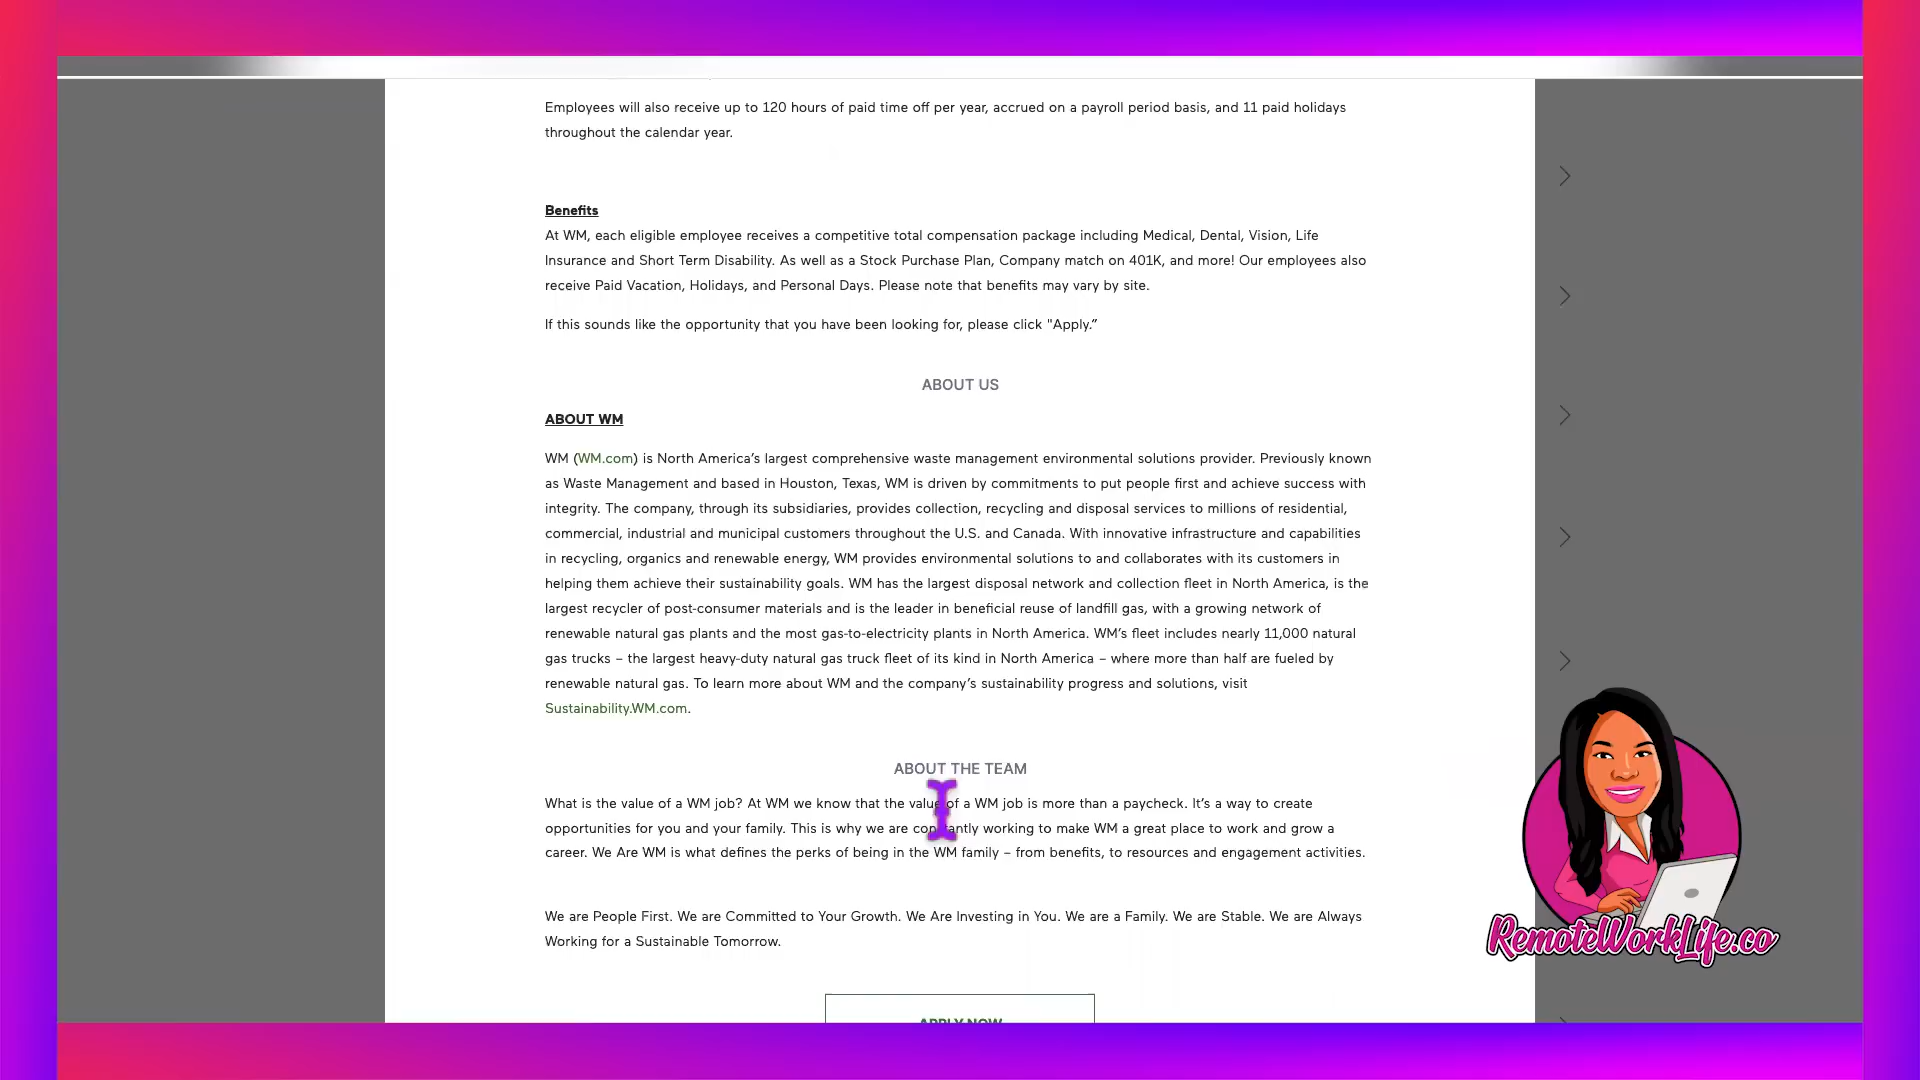 Employees will also receive up to 120 hours of paid time off per year, accrued on a payroll period basis, and 11 paid holidays
throughout the calendar year.
Benefits
At WM, each eligible employee receives a competitive total compensation package including Medical, Dental, Vision, Life
Insurance and Short Term Disability. As well as a Stock Purchase Plan, Company match on 401K, and more! Our employees also
receive Paid Vacation, Holidays, and Personal Days. Please note that benefits may vary by site.
If this sounds like the opportunity that you have been looking for, please click "Apply.”
ABOUT US
ABOUT WM
WM (WM.com) is North America’s largest comprehensive waste management environmental solutions provider. Previously known
as Waste Management and based in Houston, Texas, WM is driven by commitments to put people first and achieve success with
integrity. The company, through its subsidiaries, provides collection, recycling and disposal services to millions of residential,
commercial, industrial and municipal customers throughout the U.S. and Canada. With innovative infrastructure and capabilities
in recycling, organics and renewable energy, WM provides environmental solutions to and collaborates with its customers in
helping them achieve their sustainability goals. WM has the largest disposal network and collection fleet in North America, is the
largest recycler of post-consumer materials and is the leader in beneficial reuse of landfill gas, with a growing network of
renewable natural gas plants and the most gas-to-electricity plants in North America. WM’s fleet includes nearly 11,000 natural
gas trucks – the largest heavy-duty natural gas truck fleet of its kind in North America – where more than half are fueled by
renewable natural gas. To learn more about WM and the company’s sustainability progress and solutions, visit
Sustainability.WM.com.
ABOUT THE TEAM
What is the value of a WM job? At WM we know that the value of a WM job is more than a paycheck. It’s a way to create
opportunities for you and your family. This is why we are constantly working to make WM a great place to work and grow a
career. We Are WM is what defines the perks of being in the WM family – from benefits, to resources and engagement activities.
We are People First. We are Committed to Your Growth. We Are Investing in You. We are a Family. We are Stable. We are Always
Working for a Sustainable Tomorrow.
APPLY NOW
RemoteWorkLife.co